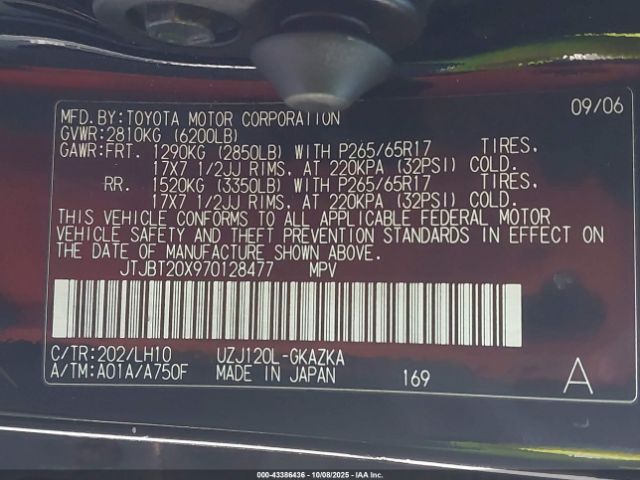 MFD.BY:TOYOTA MOTOR CORPORATION 09/06
GVWR:2810KG (6200LB)
GAWR:FRT. 1290KG (2850LB) WITH P265/65R17 TIRES,
17X7 1/2JJ RIMS, AT 220KPA (32PSI) COLD.
RR. 1520KG (3350LB) WITH P265/65R17 TIRES,
17X7 1/2JJ RIMS, AT 220KPA (32PSI) COLD.
THIS VEHICLE CONFORMS TO ALL APPLICABLE FEDERAL MOTOR
VEHICLE SAFETY AND THEFT PREVENTION STANDARDS IN EFFECT ON
THE DATE OF MANUFACTURE SHOWN ABOVE.
JTJBT20X970128477 MPV
C/TR:202/LH10 UZJ120L-GKAZKA
A/TM:A01A/A750F MADE IN JAPAN 169 A
000-43386436 - 10/08/2025 - IAA Inc.